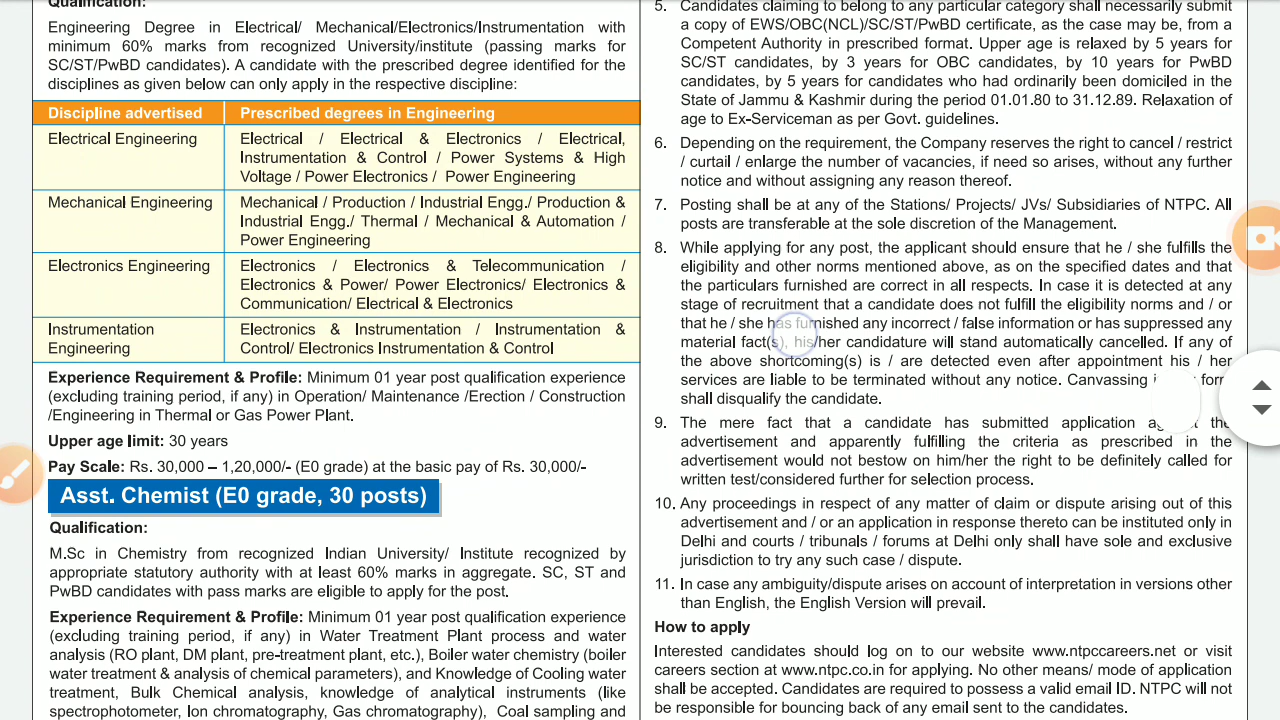 Qualification:
Engineering Degree in Electrical/ Mechanical/Electronics/Instrumentation with
minimum 60% marks from recognized University/institute (passing marks for
SC/ST/PwBD candidates). A candidate with the prescribed degree identified for the
disciplines as given below can only apply in the respective discipline:
Discipline advertised
Prescribed degrees in Engineering
Electrical Engineering
Electrical / Electrical & Electronics / Electrical,
Instrumentation & Control / Power Systems & High
Voltage / Power Electronics / Power Engineering
Mechanical Engineering
Mechanical / Production / Industrial Engg./ Production &
Industrial Engg./ Thermal / Mechanical & Automation /
Power Engineering
Electronics Engineering
Electronics / Electronics & Telecommunication /
Electronics & Power/ Power Electronics/ Electronics &
Communication/ Electrical & Electronics
Instrumentation
Engineering
Electronics & Instrumentation / Instrumentation &
Control/ Electronics Instrumentation & Control
Experience Requirement & Profile: Minimum 01 year post qualification experience
(excluding training period, if any) in Operation/ Maintenance /Erection / Construction
/Engineering in Thermal or Gas Power Plant.
Upper age limit: 30 years
Pay Scale: Rs. 30,000 – 1,20,000/- (E0 grade) at the basic pay of Rs. 30,000/-
Asst. Chemist (E0 grade, 30 posts)
Qualification:
M.Sc in Chemistry from recognized Indian University/ Institute recognized by
appropriate statutory authority with at least 60% marks in aggregate. SC, ST and
PwBD candidates with pass marks are eligible to apply for the post.
Experience Requirement & Profile: Minimum 01 year post qualification experience
(excluding training period, if any) in Water Treatment Plant process and water
analysis (RO plant, DM plant, pre-treatment plant, etc.), Boiler water chemistry (boiler
water treatment & analysis of chemical parameters), and Knowledge of Cooling water
treatment, Bulk Chemical analysis, knowledge of analytical instruments (like
spectrophotometer, Ion chromatography, Gas chromatography), Coal sampling and
5. Candidates claiming to belong to any particular category shall necessarily submit
a copy of EWS/OBC(NCL)/SC/ST/PwBD certificate, as the case may be, from a
Competent Authority in prescribed format. Upper age is relaxed by 5 years for
SC/ST candidates, by 3 years for OBC candidates, by 10 years for PwBD
candidates, by 5 years for candidates who had ordinarily been domiciled in the
State of Jammu & Kashmir during the period 01.01.80 to 31.12.89. Relaxation of
age to Ex-Serviceman as per Govt. guidelines.
6. Depending on the requirement, the Company reserves the right to cancel / restrict
/ curtail / enlarge the number of vacancies, if need so arises, without any further
notice and without assigning any reason thereof.
7. Posting shall be at any of the Stations/ Projects/ JVs/ Subsidiaries of NTPC. All
posts are transferable at the sole discretion of the Management.
8. While applying for any post, the applicant should ensure that he / she fulfills the
eligibility and other norms mentioned above, as on the specified dates and that
the particulars furnished are correct in all respects. In case it is detected at any
stage of recruitment that a candidate does not fulfill the eligibility norms and / or
that he / she has furnished any incorrect / false information or has suppressed any
material fact(s), his/her candidature will stand automatically cancelled. If any of
the above shortcoming(s) is / are detected even after appointment his / her
services are liable to be terminated without any notice. Canvassing form
shall disqualify the candidate.
9. The mere fact that a candidate has submitted application the
advertisement and apparently fulfilling the criteria as prescribed in the
advertisement would not bestow on him/her the right to be definitely called for
written test/considered further for selection process.
10. Any proceedings in respect of any matter of claim or dispute arising out of this
advertisement and / or an application in response thereto can be instituted only in
Delhi and courts / tribunals / forums at Delhi only shall have sole and exclusive
jurisdiction to try any such case / dispute.
11. In case any ambiguity/dispute arises on account of interpretation in versions other
than English, the English Version will prevail.
How to apply
Interested candidates should log on to our website www.ntpccareers.net or visit
careers section at www.ntpc.co.in for applying. No other means/ mode of application
shall be accepted. Candidates are required to possess a valid email ID. NTPC will not
be responsible for bouncing back of any email sent to the candidates.